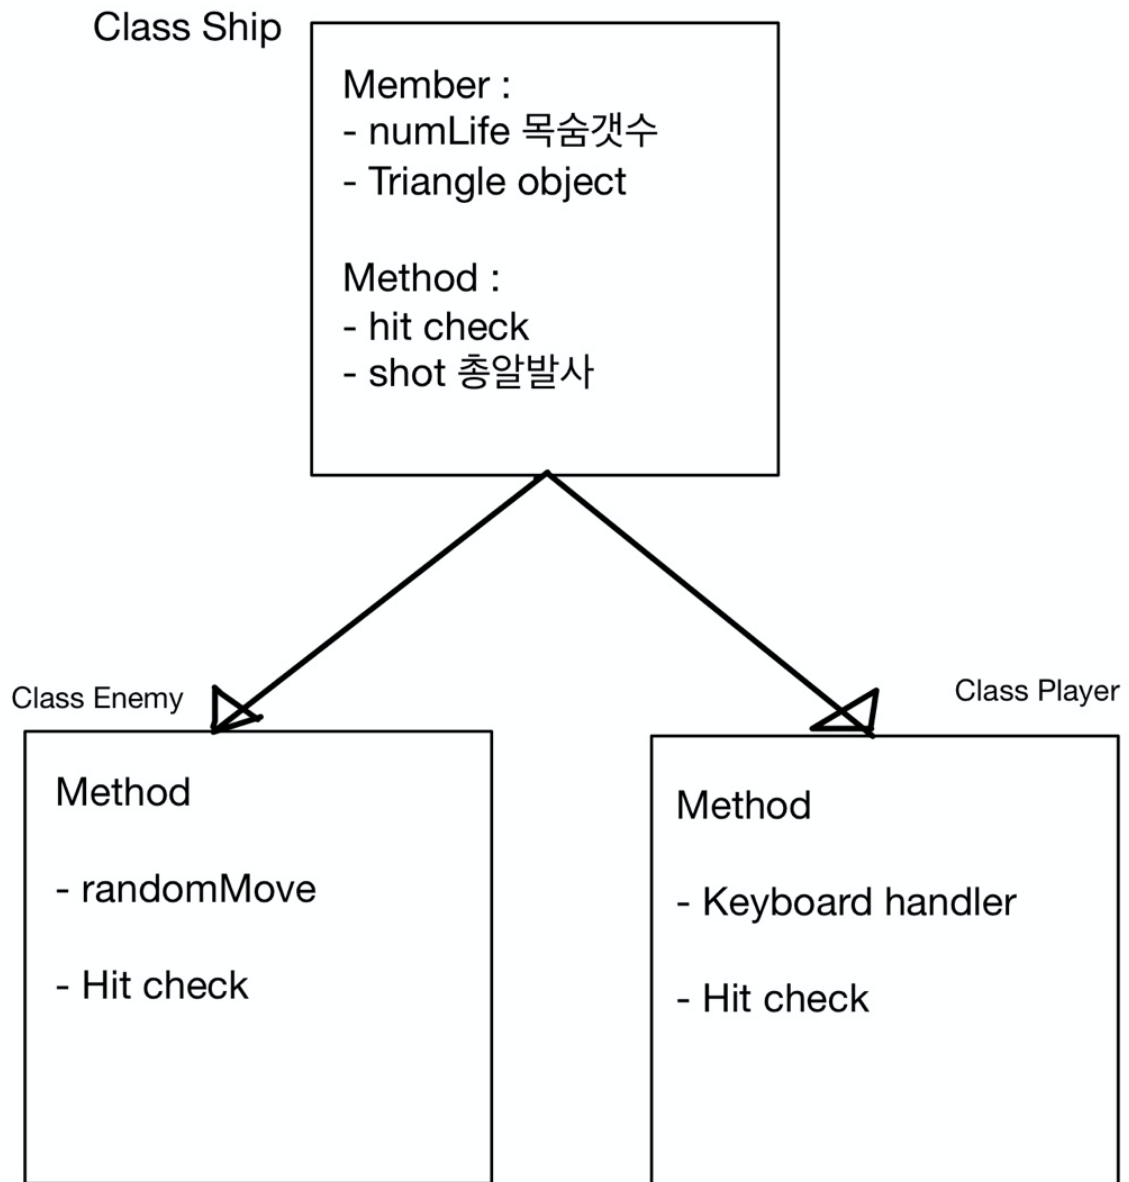 Class Ship
Member :
- numLife 목숨갯수
- Triangle object
Method :
- hit check
- shot 총알발사
Class Enemy
Method
- randomMove
- Hit check
Class Player
Method
- Keyboard handler
- Hit check